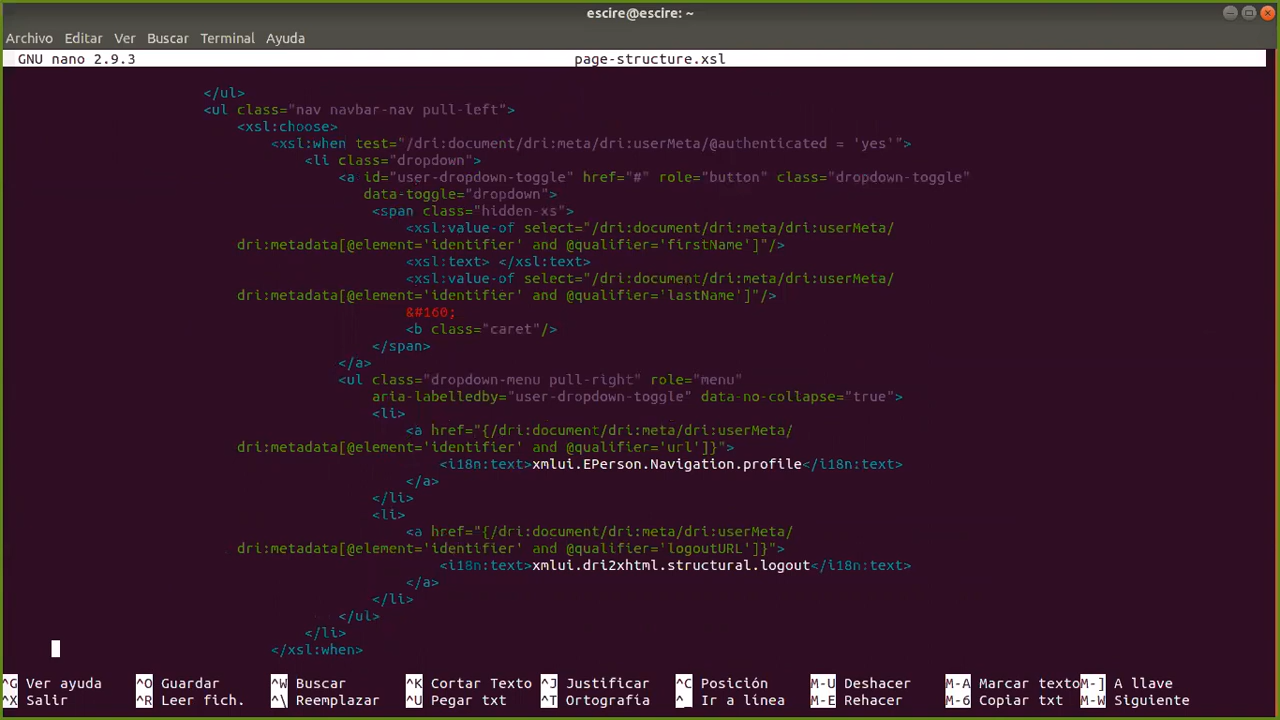 escire@escire: ~
Archivo Editar Ver Buscar Terminal Ayuda
GNU nano 2.9.3 page-structure.xsl
</ul>
<ul class="nav navbar-nav pull-left">
<xsl:choose>
<xsl:when test="/dri:document/dri:meta/dri:userMeta/@authenticated = 'yes'">
<li class="dropdown">
<a id="user-dropdown-toggle" href="#" role="button" class="dropdown-toggle"
data-toggle="dropdown">
<span class="hidden-xs">
<xsl:value-of select="/dri:document/dri:meta/dri:userMeta/
dri:metadata[@element='identifier' and @qualifier='firstName']"/>
<xsl:text> </xsl:text>
<xsl:value-of select="/dri:document/dri:meta/dri:userMeta/
dri:metadata[@element='identifier' and @qualifier='lastName']"/>
&#160;
<b class="caret"/>
</span>
</a>
<ul class="dropdown-menu pull-right" role="menu"
aria-labelledby="user-dropdown-toggle" data-no-collapse="true">
<li>
<a href="{/dri:document/dri:meta/dri:userMeta/
dri:metadata[@element='identifier' and @qualifier='url']}">
<i18n:text>xmlui.EPerson.Navigation.profile</i18n:text>
</a>
</li>
<li>
<a href="{/dri:document/dri:meta/dri:userMeta/
dri:metadata[@element='identifier' and @qualifier='logoutURL']}">
<i18n:text>xmlui.dri2xhtml.structural.logout</i18n:text>
</a>
</li>
</ul>
</li>
</xsl:when>
^G Ver ayuda ^O Guardar ^W Buscar ^K Cortar Texto ^J Justificar ^C Posición M-U Deshacer M-A Marcar texto M-] A llave
^X Salir ^R Leer fich. ^\ Reemplazar ^U Pegar txt ^T Ortografía ^_ Ir a línea M-E Rehacer M-6 Copiar txt M-W Siguiente